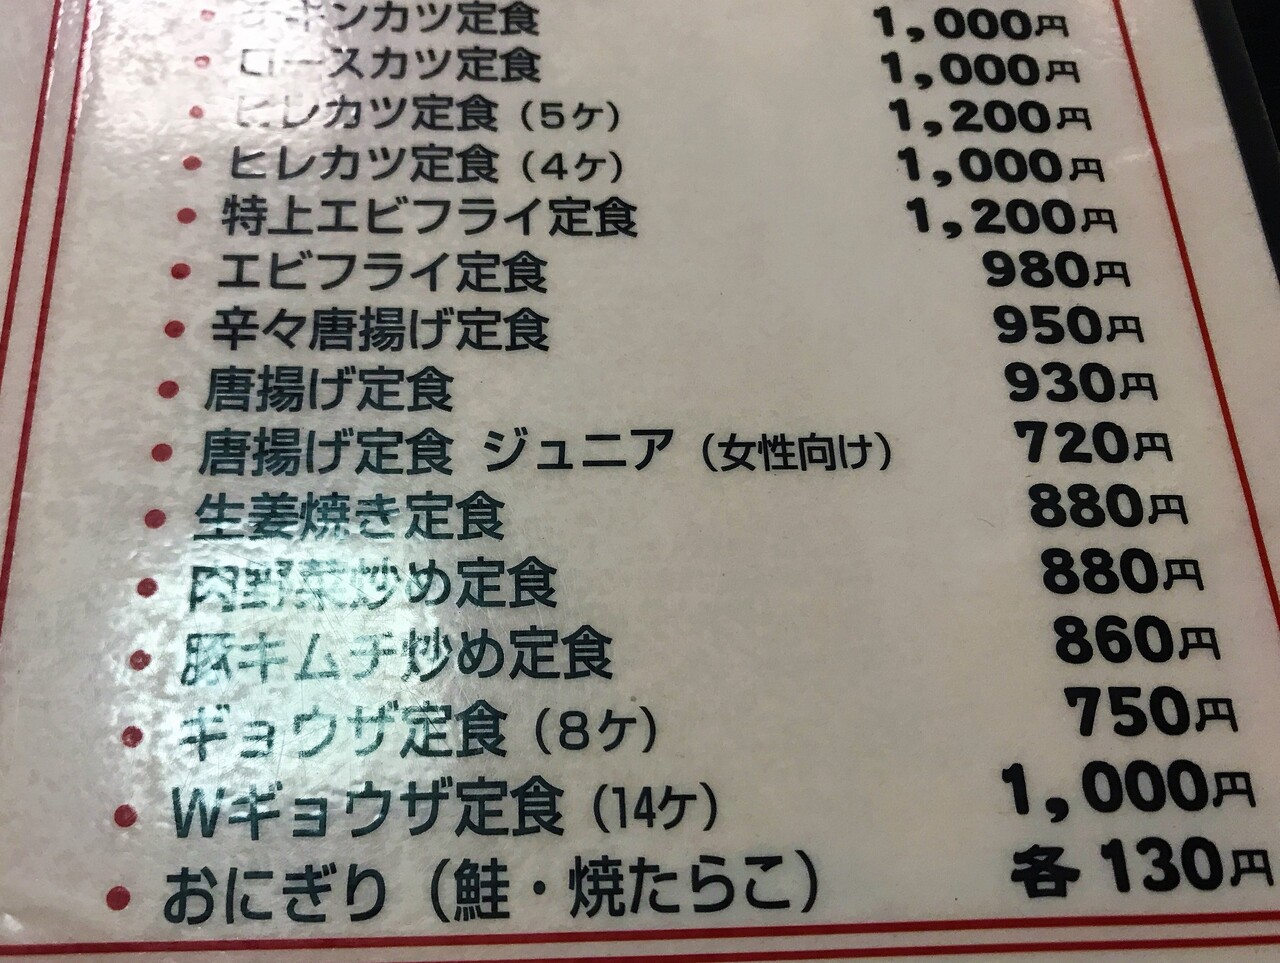 チキンカツ定食 1,000円
ロースカツ定食 1,000円
ヒレカツ定食（5ケ） 1,200円
ヒレカツ定食（4ケ） 1,000円
特上エビフライ定食 1,200円
エビフライ定食 980円
辛々唐揚げ定食 950円
唐揚げ定食 930円
唐揚げ定食 ジュニア（女性向け） 720円
生姜焼き定食 880円
肉野菜炒め定食 880円
豚キムチ炒め定食 860円
ギョウザ定食（8ケ） 750円
Wギョウザ定食（14ケ） 1,000円
おにぎり（鮭・焼たらこ） 各130円